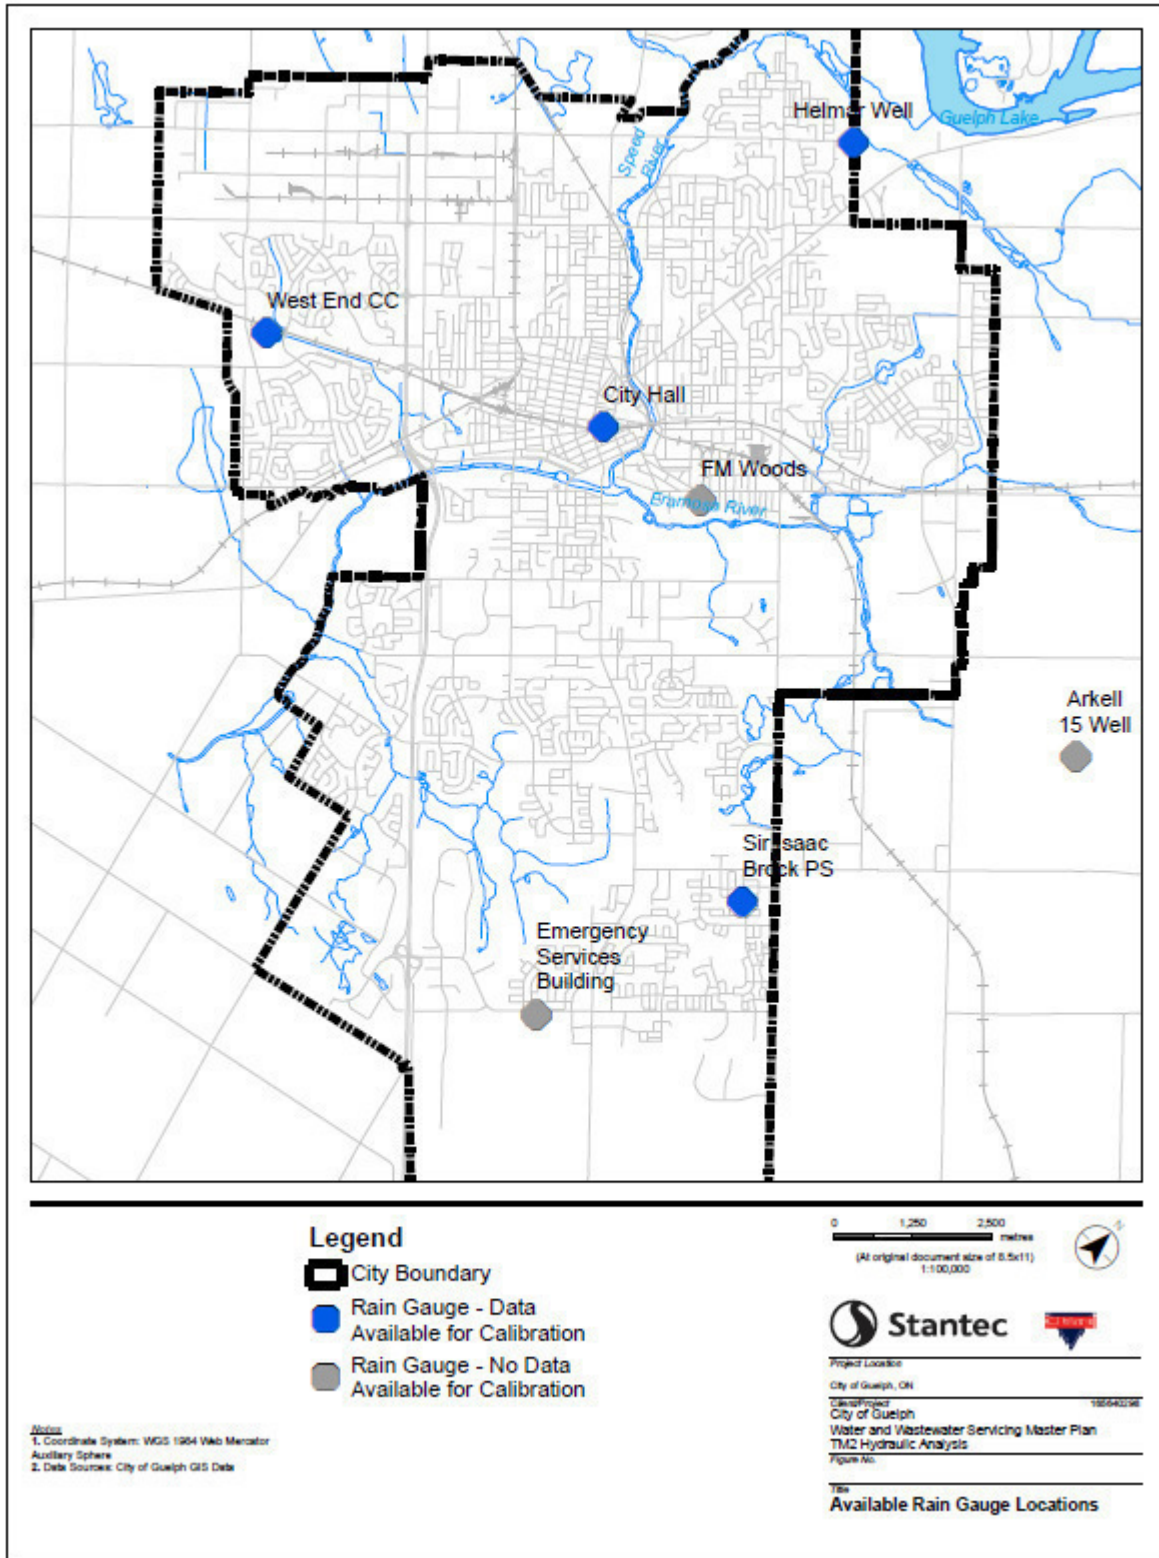 Helmar Well
Guelph Lake
Speed
River
West End CC
City Hall
FM Woods
Eramosa River
Arkell
15 Well
Sir Isaac
Brock PS
Emergency
Services
Building
Legend
City Boundary
Rain Gauge - Data
Available for Calibration
Rain Gauge - No Data
Available for Calibration
0 1,250 2,500
metres
(At original document size of 8.5x11)
1:100,000
Stantec
Project Location
City of Guelph, ON
Client/Project
City of Guelph
Water and Wastewater Servicing Master Plan
TM2 Hydraulic Analysis
Figure No.
Title
Available Rain Gauge Locations
Notes
1. Coordinate System: WGS 1984 Web Mercator
Auxiliary Sphere
2. Data Sources: City of Guelph GIS Data